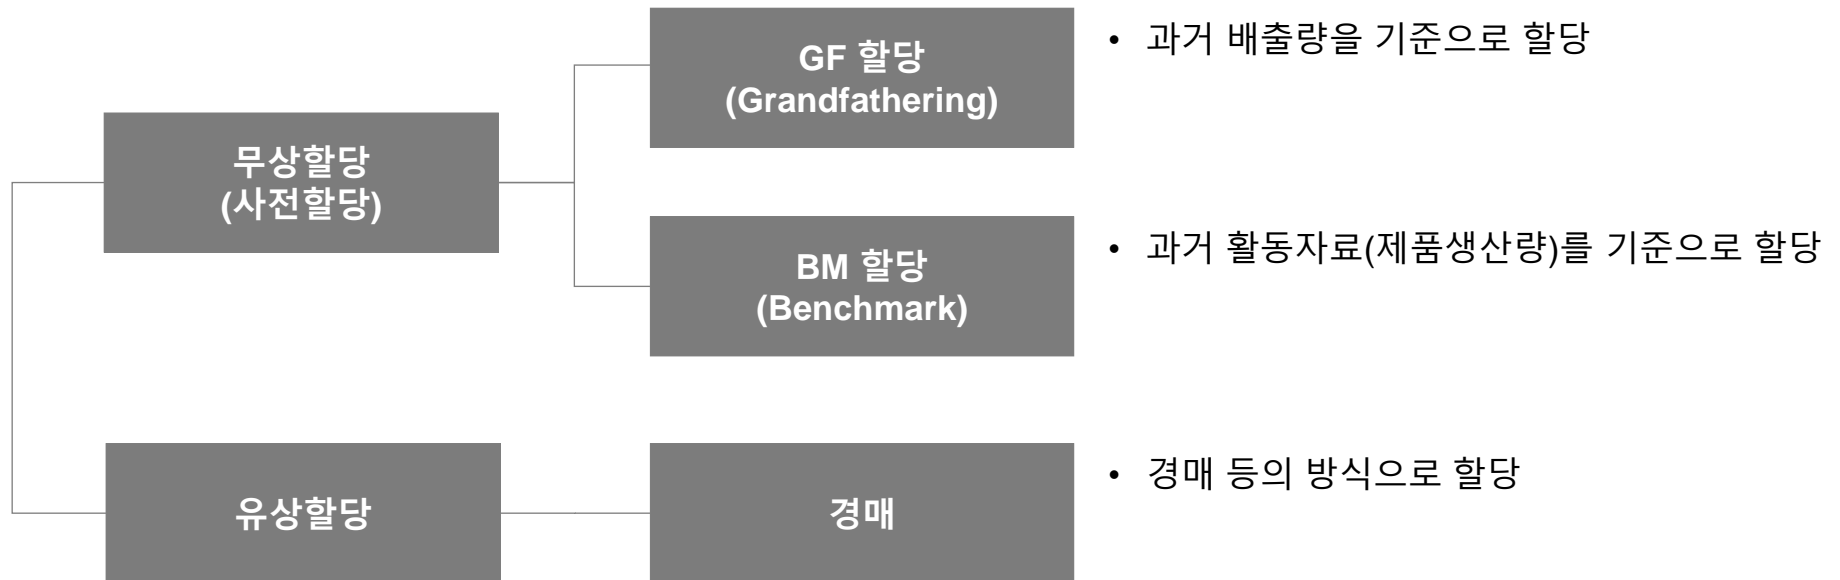 무상할당
(사전할당)
GF 할당
(Grandfathering)
• 과거 배출량을 기준으로 할당
BM 할당
(Benchmark)
• 과거 활동자료(제품생산량)를 기준으로 할당
유상할당
경매
• 경매 등의 방식으로 할당